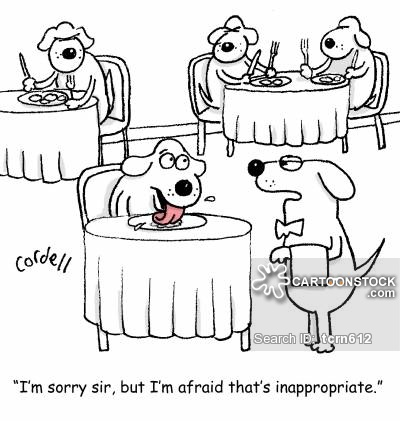 Cordell
CARTOONSTOCK
.com
Search ID: tcrn612
"I'm sorry sir, but I'm afraid that's inappropriate."